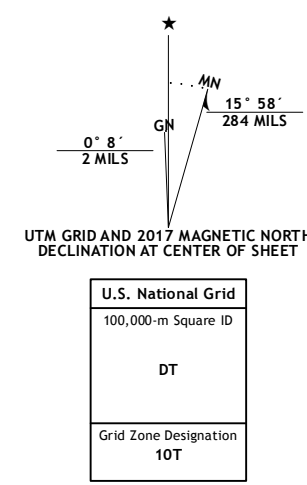 ★
MN
15° 58´
284 MILS
GN
0° 8´
2 MILS
UTM GRID AND 2017 MAGNETIC NORTH
DECLINATION AT CENTER OF SHEET
U.S. National Grid
100,000-m Square ID
DT
Grid Zone Designation
10T